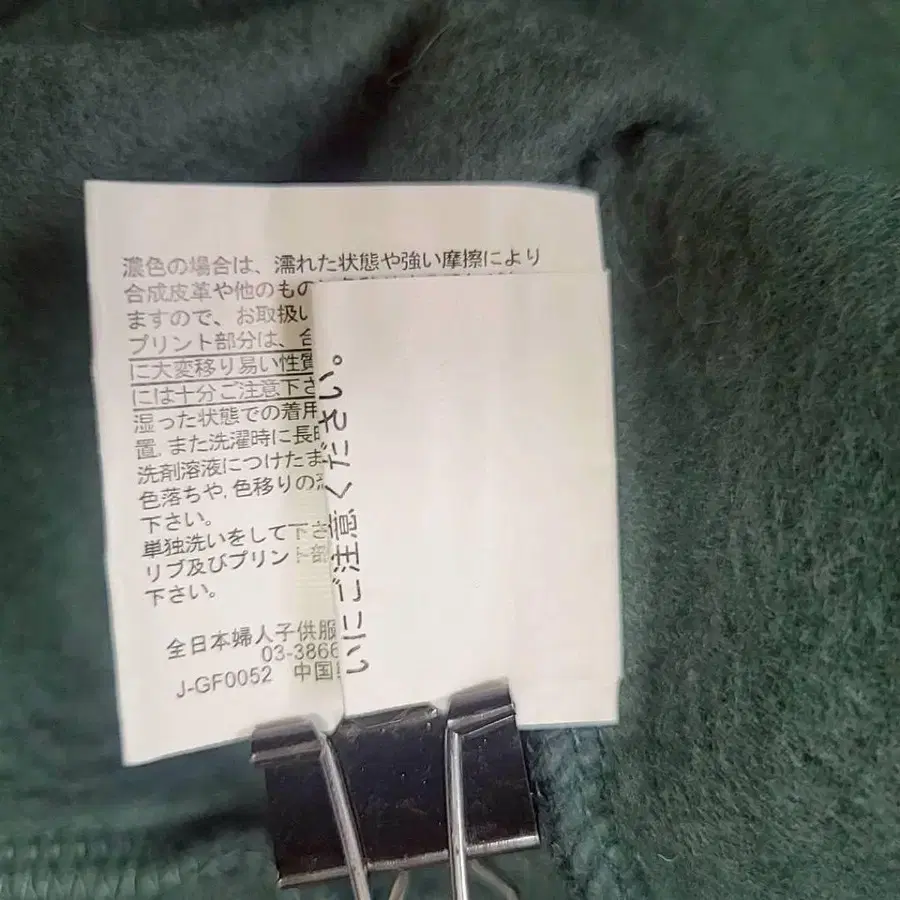 濃色の場合は、濡れた状態や強い摩擦により
合成皮革や他のもの
ますので、お取扱い
プリント部分は、合
に大変移り易い性質
には十分ご注意下さ
湿った状態での着用
置,また洗濯時に長時
洗剤溶液につけたま
色落ちや,色移りの
下さい。
単独洗いをして下さ
リブ及びプリント部
下さい。
全日本婦人子供服
03-3866
J-GF0052 中国
いにご注意ください。